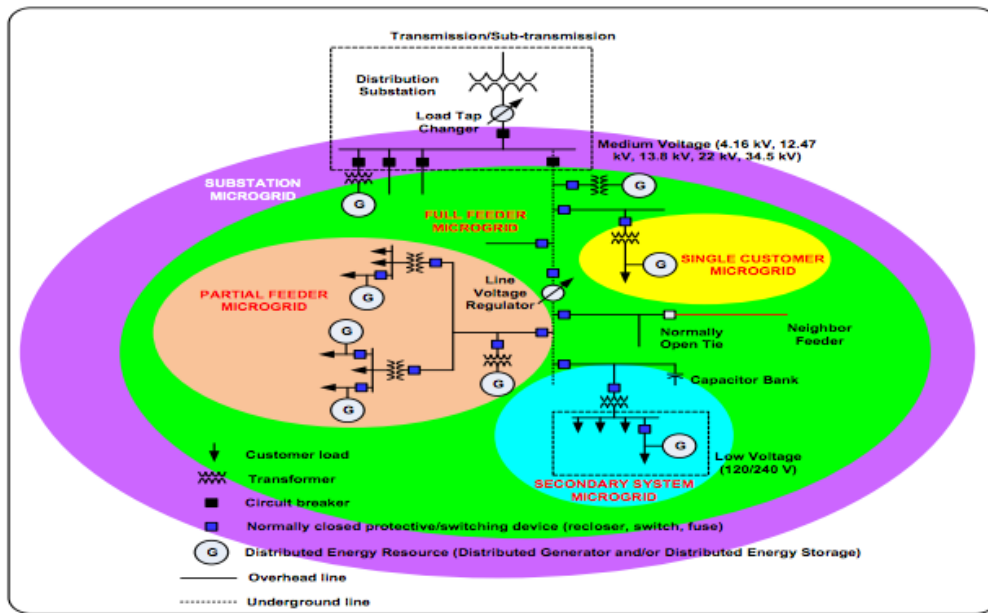 Transmission/Sub-transmission
Distribution
Substation
Load Tap
Changer
Medium Voltage (4.16 kV, 12.47
kV, 13.8 kV, 22 kV, 34.5 kV)
SUBSTATION
MICROGRID
G
G
FULL FEEDER
MICROGRID
SINGLE CUSTOMER
MICROGRID
G
PARTIAL FEEDER
MICROGRID
G
Line
Voltage
Regulator
Normally
Open Tie
Neighbor
Feeder
G
G
G
Capacitor Bank
G
Low Voltage
(120/240 V)
SECONDARY SYSTEM
MICROGRID
Customer load
Transformer
Circuit breaker
Normally closed protective/switching device (recloser, switch, fuse)
G
Distributed Energy Resource (Distributed Generator and/or Distributed Energy Storage)
Overhead line
Underground line